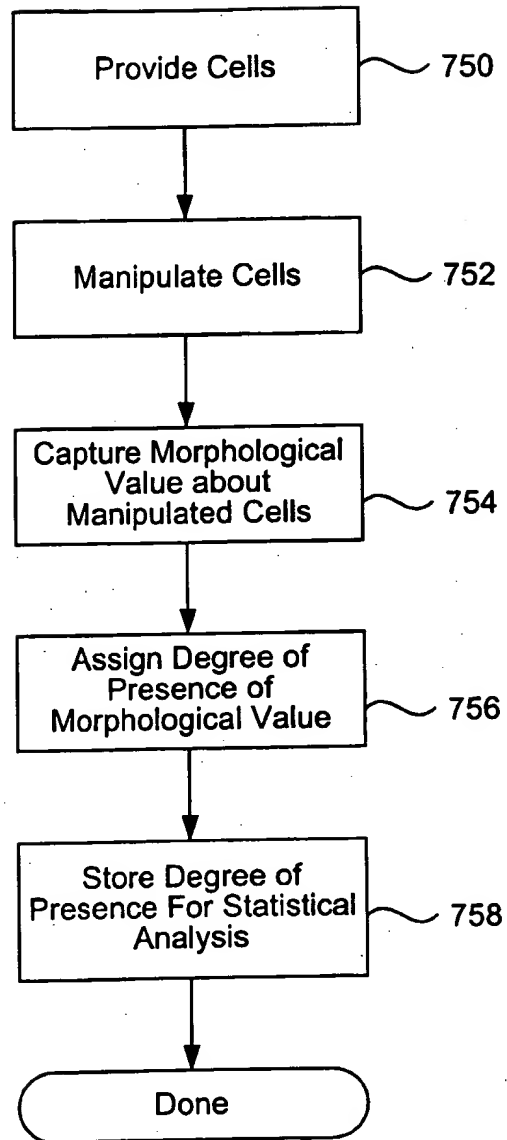 Provide Cells
750
Manipulate Cells
752
Capture Morphological
Value about
Manipulated Cells
754
Assign Degree of
Presence of
Morphological Value
756
Store Degree of
Presence For Statistical
Analysis
758
Done